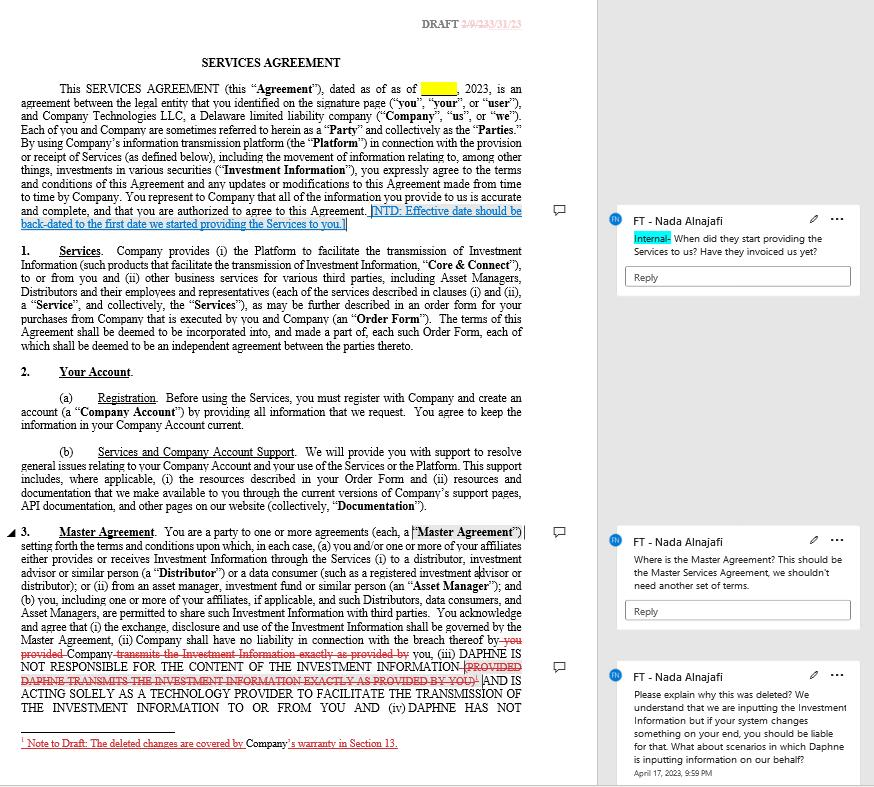 DRAFT 2/9/233/31/23
SERVICES AGREEMENT
This SERVICES AGREEMENT (this “Agreement”), dated as of as of ______, 2023, is an
agreement between the legal entity that you identified on the signature page (“you”, “your”, or “user”),
and Company Technologies LLC, a Delaware limited liability company (“Company”, “us”, or “we”).
Each of you and Company are sometimes referred to herein as a “Party” and collectively as the “Parties.”
By using Company’s information transmission platform (the “Platform”) in connection with the provision
or receipt of Services (as defined below), including the movement of information relating to, among other
things, investments in various securities (“Investment Information”), you expressly agree to the terms
and conditions of this Agreement and any updates or modifications to this Agreement made from time
to time by Company. You represent to Company that all of the information you provide to us is accurate
and complete, and that you are authorized to agree to this Agreement. [NTD: Effective date should be
back-dated to the first date we started providing the Services to you.]
1. Services. Company provides (i) the Platform to facilitate the transmission of Investment
Information (such products that facilitate the transmission of Investment Information, “Core & Connect”),
to or from you and (ii) other business services for various third parties, including Asset Managers,
Distributors and their employees and representatives (each of the services described in clauses (i) and (ii),
a “Service”, and collectively, the “Services”), as may be further described in an order form for your
purchases from Company that is executed by you and Company (an “Order Form”). The terms of this
Agreement shall be deemed to be incorporated into, and made a part of, each such Order Form, each of
which shall be deemed to be an independent agreement between the parties thereto.
2. Your Account.
(a) Registration. Before using the Services, you must register with Company and create an
account (a “Company Account”) by providing all information that we request. You agree to keep the
information in your Company Account current.
(b) Services and Company Account Support. We will provide you with support to resolve
general issues relating to your Company Account and your use of the Services or the Platform. This support
includes, where applicable, (i) the resources described in your Order Form and (ii) resources and
documentation that we make available to you through the current versions of Company’s support pages,
API documentation, and other pages on our website (collectively, “Documentation”).
3. Master Agreement. You are a party to one or more agreements (each, a “Master Agreement”)
setting forth the terms and conditions upon which, in each case, (a) you and/or one or more of your affiliates
either provides or receives Investment Information through the Services (i) to a distributor, investment
advisor or similar person (a “Distributor”) or a data consumer (such as a registered investment advisor or
distributor); or (ii) from an asset manager, investment fund or similar person (an “Asset Manager”); and
(b) you, including one or more of your affiliates, if applicable, and such Distributors, data consumers, and
Asset Managers, are permitted to share such Investment Information with third parties. You acknowledge
and agree that (i) the exchange, disclosure and use of the Investment Information shall be governed by the
Master Agreement, (ii) Company shall have no liability in connection with the breach thereof by you
provided Company transmits the Investment Information exactly as provided by you, (iii) DAPHNE IS
NOT RESPONSIBLE FOR THE CONTENT OF THE INVESTMENT INFORMATION (PROVIDED
DAPHNE TRANSMITS THE INVESTMENT INFORMATION EXACTLY AS PROVIDED BY YOU)1 AND IS
ACTING SOLELY AS A TECHNOLOGY PROVIDER TO FACILITATE THE TRANSMISSION OF
THE INVESTMENT INFORMATION TO OR FROM YOU AND (iv) DAPHNE HAS NOT
1 Note to Draft: The deleted changes are covered by Company’s warranty in Section 13.
FN
FT - Nada Alnajafi
Internal- When did they start providing the
Services to us? Have they invoiced us yet?
Reply
FN
FT - Nada Alnajafi
Where is the Master Agreement? This should be
the Master Services Agreement, we shouldn't
need another set of terms.
Reply
FN
FT - Nada Alnajafi
Please explain why this was deleted? We
understand that we are inputting the Investment
Information but if your system changes
something on your end, you should be liable
for that. What about scenarios in which Daphne
is inputting information on our behalf?
April 17, 2023, 9:59 PM